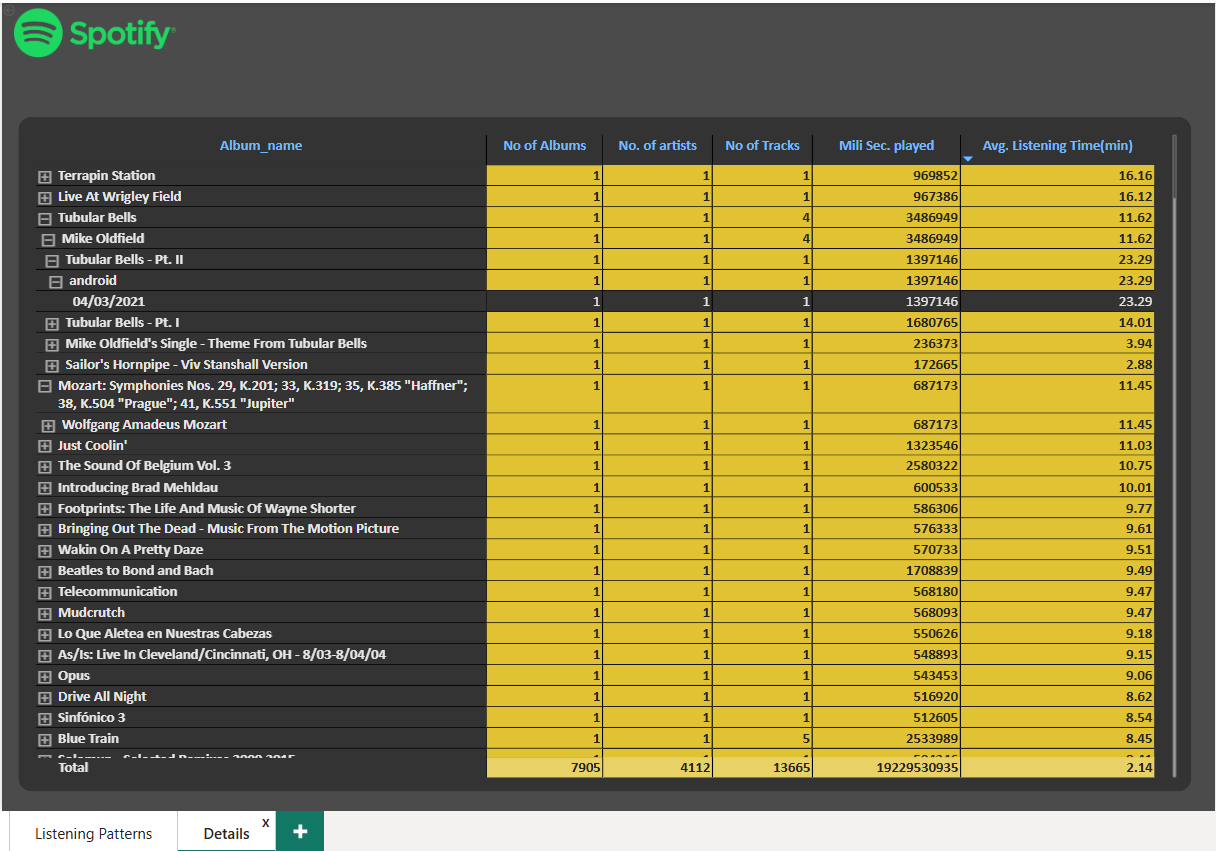 Spotify®
Album_name No of Albums No. of artists No of Tracks Mili Sec. played Avg. Listening Time(min)
Terrapin Station 1 1 1 969852 16.16
Live At Wrigley Field 1 1 1 967386 16.12
Tubular Bells 1 1 4 3486949 11.62
Mike Oldfield 1 1 4 3486949 11.62
Tubular Bells - Pt. II 1 1 1 1397146 23.29
android 1 1 1 1397146 23.29
04/03/2021 1 1 1 1397146 23.29
Tubular Bells - Pt. I 1 1 1 1680765 14.01
Mike Oldfield's Single - Theme From Tubular Bells 1 1 1 236373 3.94
Sailor's Hornpipe - Viv Stanshall Version 1 1 1 172665 2.88
Mozart: Symphonies Nos. 29, K.201; 33, K.319; 35, K.385 "Haffner"; 1 1 1 687173 11.45
38, K.504 "Prague"; 41, K.551 "Jupiter"
Wolfgang Amadeus Mozart 1 1 1 687173 11.45
Just Coolin' 1 1 1 1323546 11.03
The Sound Of Belgium Vol. 3 1 1 1 2580322 10.75
Introducing Brad Mehldau 1 1 1 600533 10.01
Footprints: The Life And Music Of Wayne Shorter 1 1 1 586306 9.77
Bringing Out The Dead - Music From The Motion Picture 1 1 1 576333 9.61
Wakin On A Pretty Daze 1 1 1 570733 9.51
Beatles to Bond and Bach 1 1 1 1708839 9.49
Telecommunication 1 1 1 568180 9.47
Mudcrutch 1 1 1 568093 9.47
Lo Que Aletea en Nuestras Cabezas 1 1 1 550626 9.18
As/Is: Live In Cleveland/Cincinnati, OH - 8/03-8/04/04 1 1 1 548893 9.15
Opus 1 1 1 543453 9.06
Drive All Night 1 1 1 516920 8.62
Sinfónico 3 1 1 1 512605 8.54
Blue Train 1 1 5 2533989 8.45
Total 7905 4112 13665 19229530935 2.14
Listening Patterns Details x +